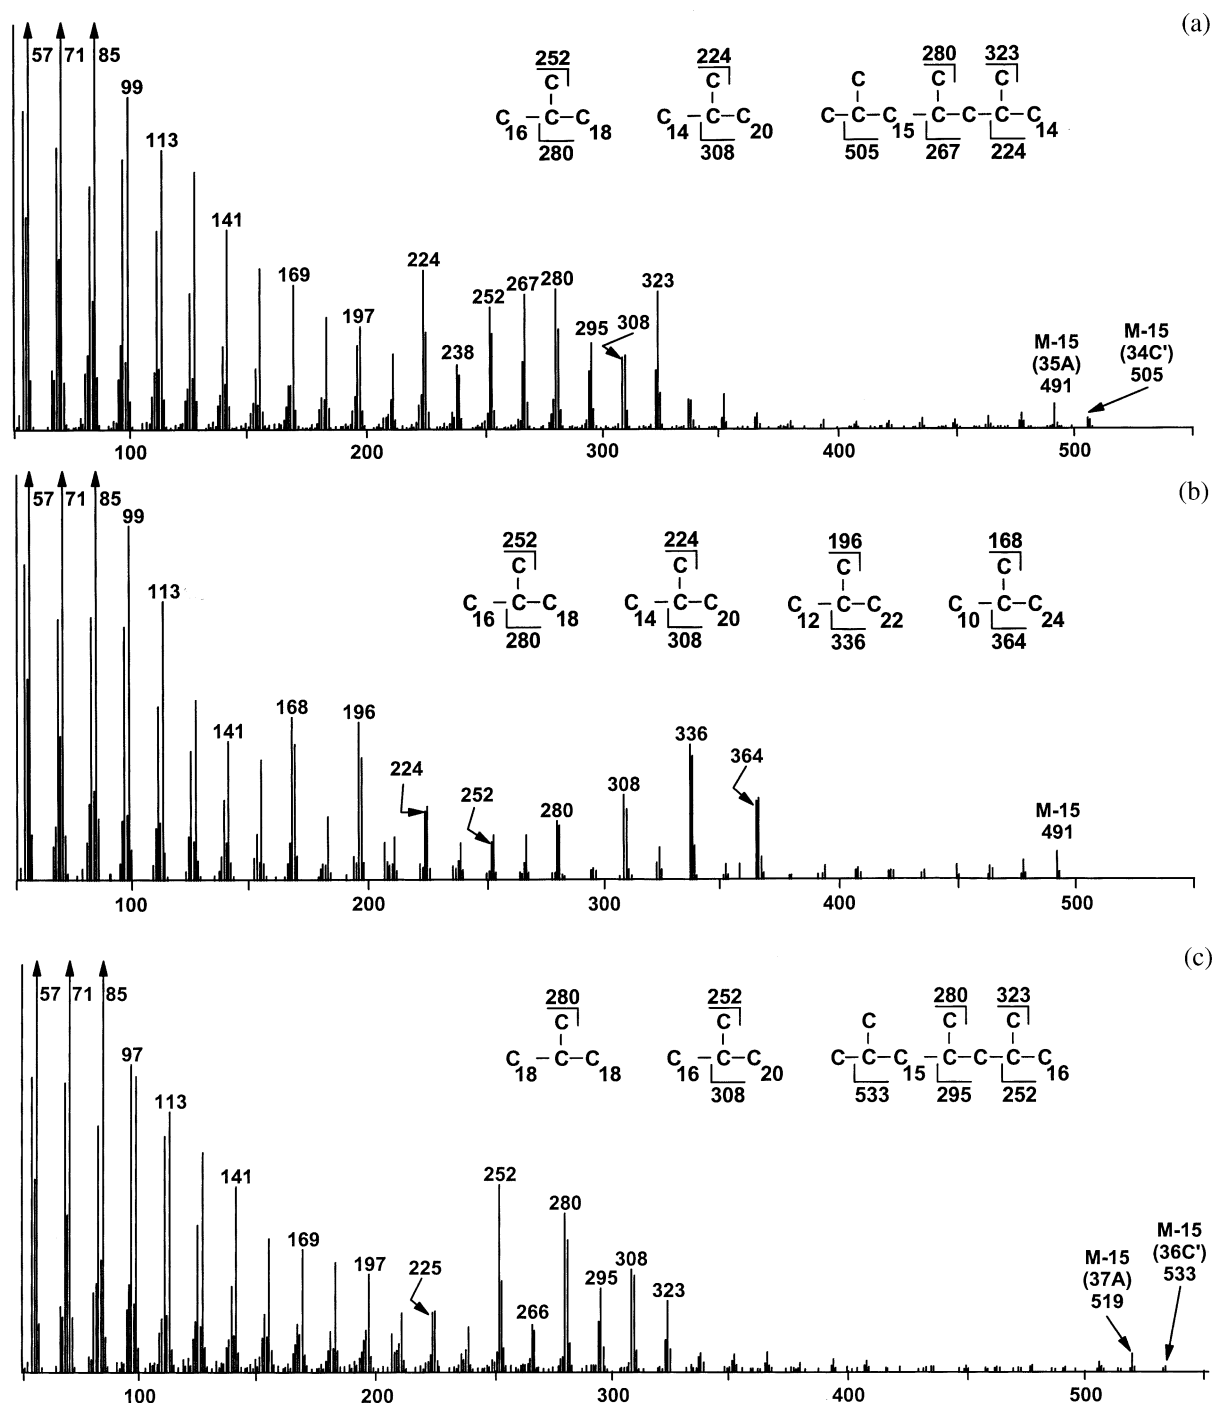 (a)
57 71 85
99
113
141
169
197
224
238
252
267
280
295
308
323
M-15
(35A)
491
M-15
(34C')
505
252
C
C16–C–C18
280
224
C
C14–C–C20
308
280 323
C C C
C–C–C15–C–C–C–C14
505 267 224
100 200 300 400 500
(b)
57 71 85
99
113
141
168
196
224
252
280
308
336
364
M-15
491
252
C
C16–C–C18
280
224
C
C14–C–C20
308
196
C
C12–C–C22
336
168
C
C10–C–C24
364
100 200 300 400 500
(c)
57 71 85
97
113
141
169
197
225
252
266
280
295
308
323
M-15
(37A)
519
M-15
(36C')
533
280
C
C18–C–C18
252
C
C16–C–C20
308
280 323
C C C
C–C–C15–C–C–C–C16
533 295 252
100 200 300 400 500